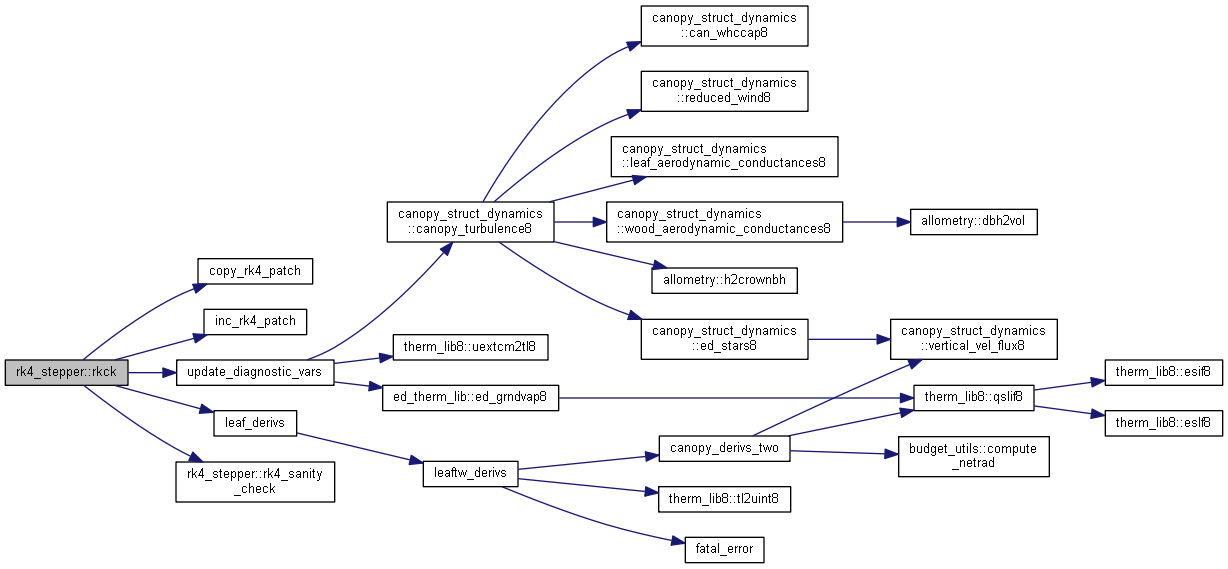 canopy_struct_dynamics
::can_whccap8
canopy_struct_dynamics
::reduced_wind8
canopy_struct_dynamics
::leaf_aerodynamic_conductances8
canopy_struct_dynamics
::canopy_turbulence8
canopy_struct_dynamics
::wood_aerodynamic_conductances8
allometry::dbh2vol
copy_rk4_patch
allometry::h2crownbh
inc_rk4_patch
canopy_struct_dynamics
::ed_stars8
canopy_struct_dynamics
::vertical_vel_flux8
rk4_stepper::rkck
update_diagnostic_vars
therm_lib8::uextcm2tl8
ed_therm_lib::ed_grndvap8
therm_lib8::qslif8
therm_lib8::esif8
therm_lib8::eslf8
leaf_derivs
rk4_stepper::rk4_sanity
_check
leaftw_derivs
canopy_derivs_two
budget_utils::compute
_netrad
therm_lib8::tl2uint8
fatal_error